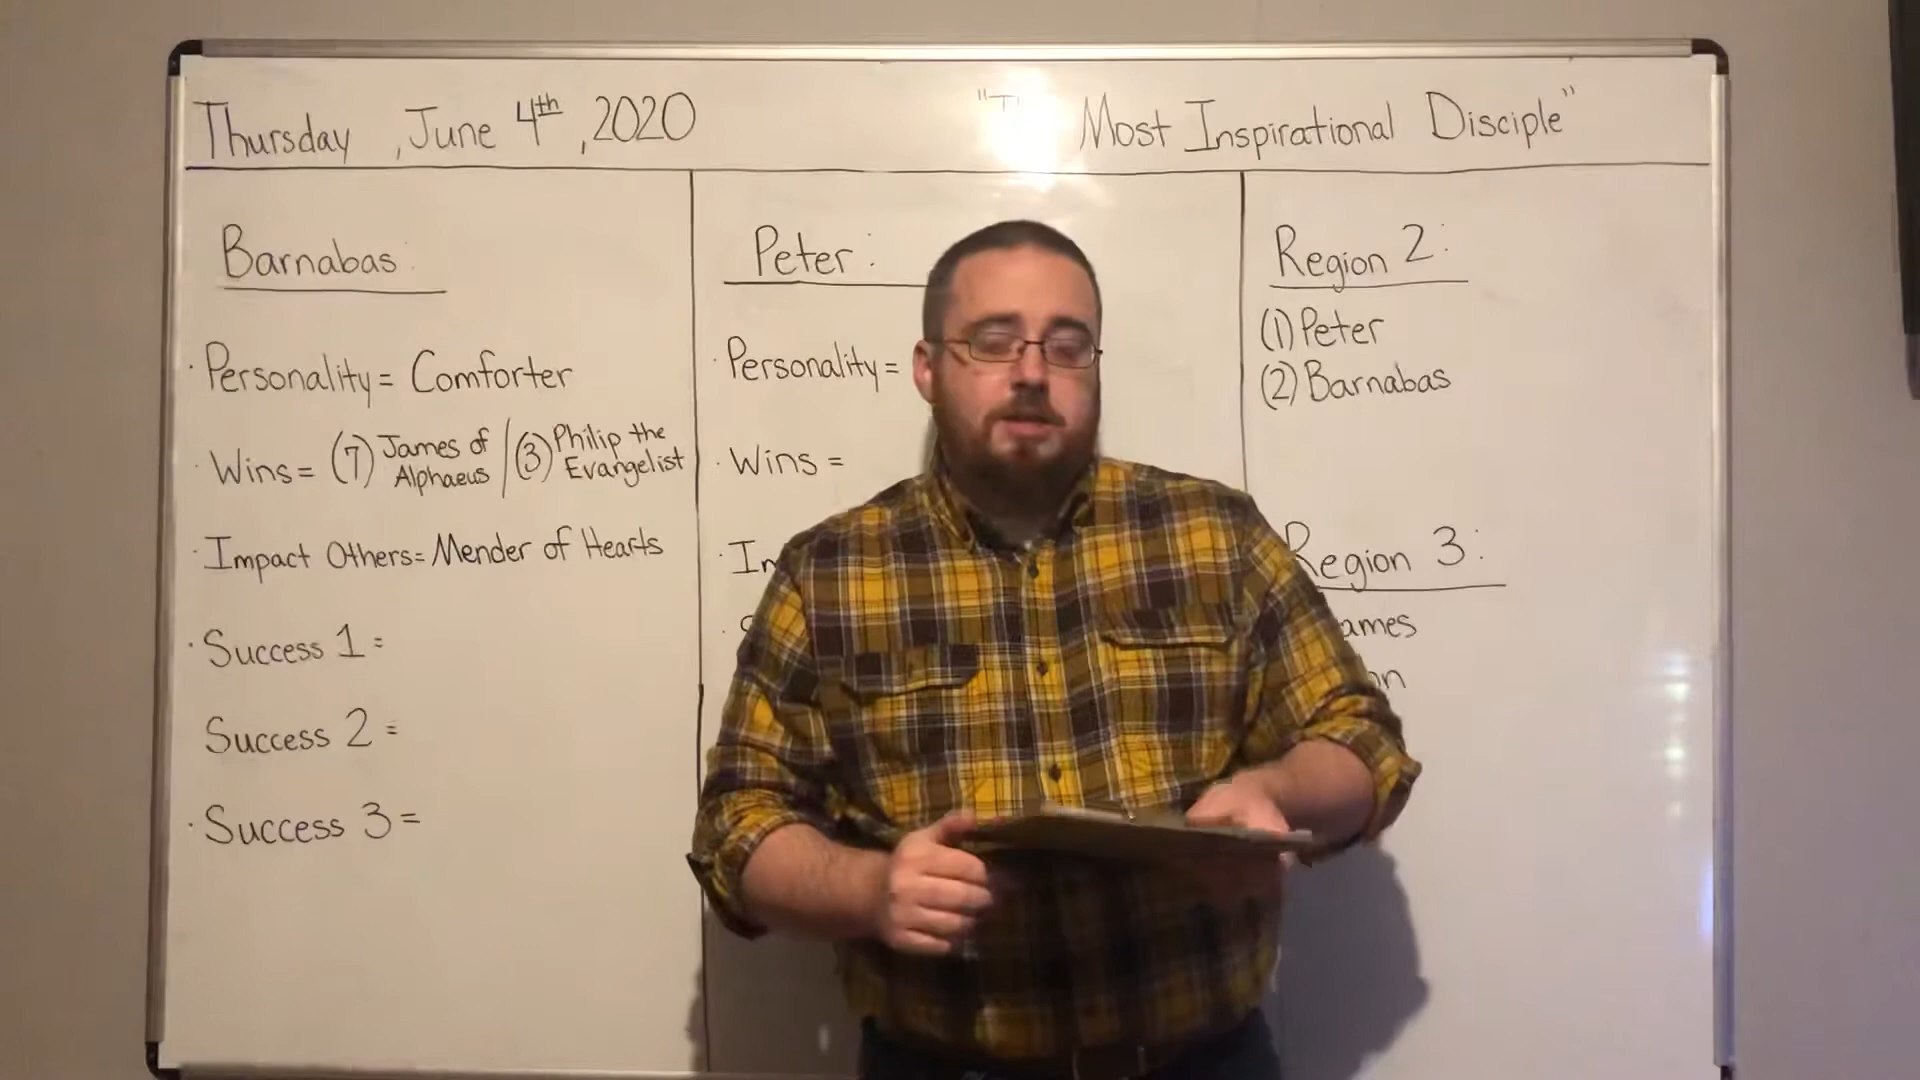 Thursday, June 4th, 2020
"T Most Inspirational Disciple"
Barnabas:
· Personality = Comforter
· Wins = (7) James of Alphaeus / (3) Philip the Evangelist
· Impact Others = Mender of Hearts
· Success 1 =
Success 2 =
· Success 3 =
Peter:
· Personality =
· Wins =
Region 2:
(1) Peter
(2) Barnabas
Region 3:
ames